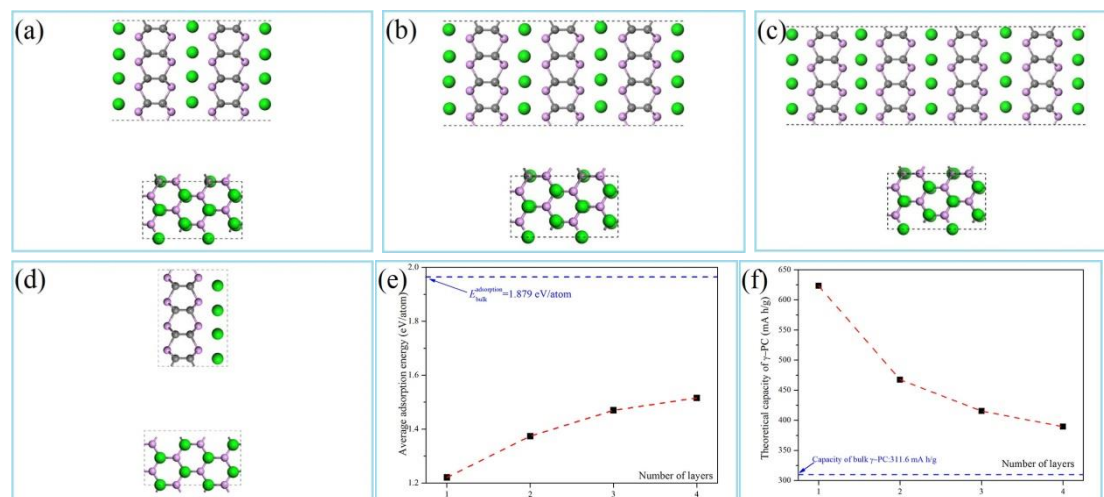 (a)
(b)
(c)
(d)
(e)
2.0
1.8
1.6
1.4
1.2
Average adsorption energy (eV/atom)
E_bulk^adsorption=1.879 eV/atom
Number of layers
1 2 3 4
(f)
650
600
550
500
450
400
350
300
Theoretical capacity of γ-PC (mA h/g)
Capacity of bulk γ-PC:311.6 mA h/g
Number of layers
1 2 3 4